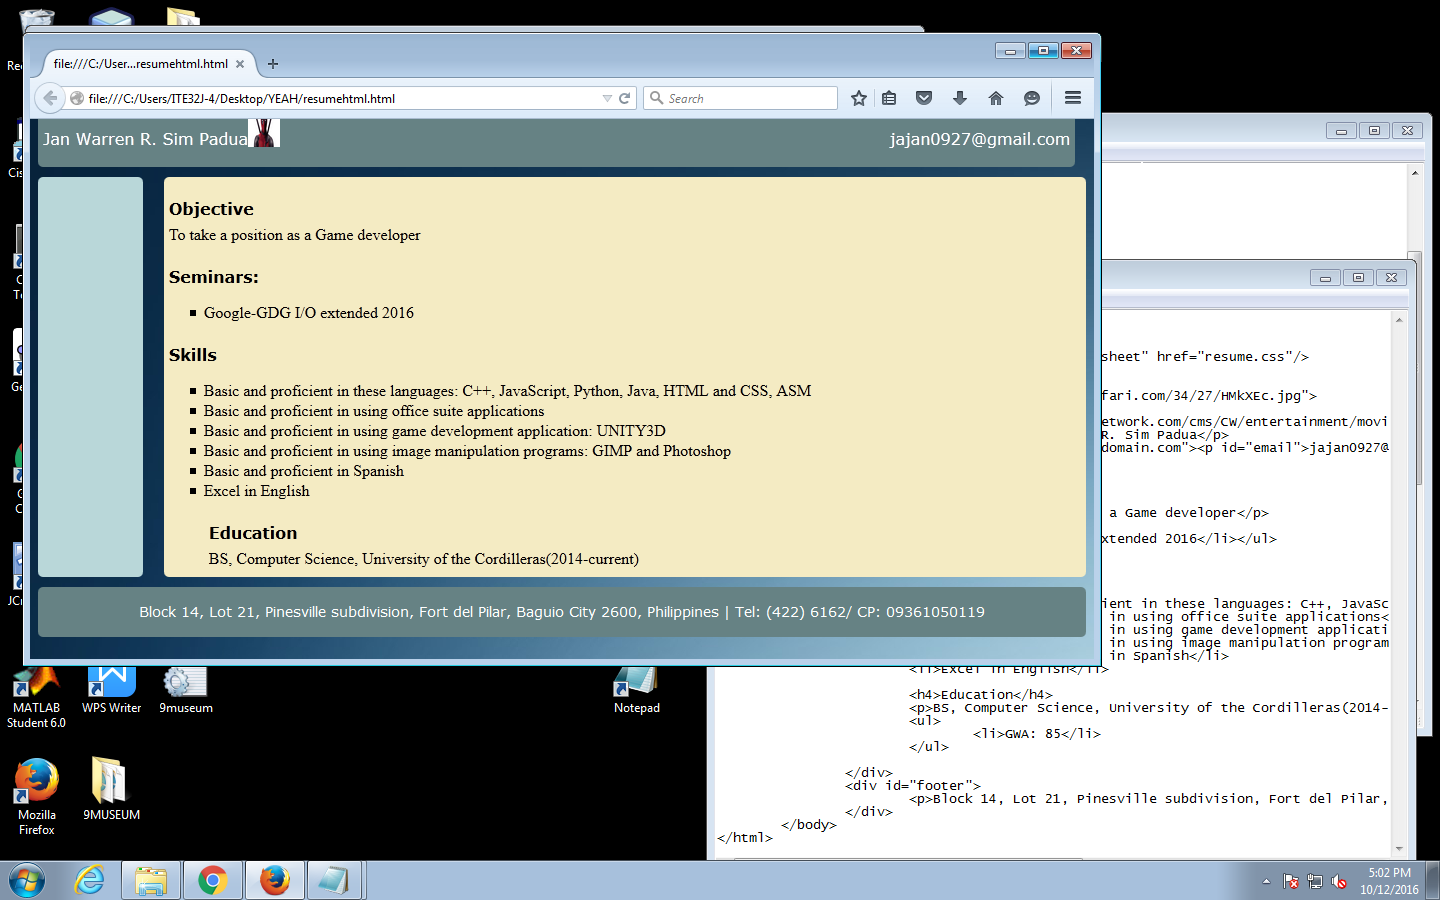 file:///C:/User...resumehtml.html
file:///C:/Users/ITE32J-4/Desktop/YEAH/resumehtml.html
Search
Jan Warren R. Sim Padua
jajan0927@gmail.com
Objective
To take a position as a Game developer
Seminars:
Google-GDG I/O extended 2016
Skills
Basic and proficient in these languages: C++, JavaScript, Python, Java, HTML and CSS, ASM
Basic and proficient in using office suite applications
Basic and proficient in using game development application: UNITY3D
Basic and proficient in using image manipulation programs: GIMP and Photoshop
Basic and proficient in Spanish
Excel in English
Education
BS, Computer Science, University of the Cordilleras(2014-current)
Block 14, Lot 21, Pinesville subdivision, Fort del Pilar, Baguio City 2600, Philippines | Tel: (422) 6162/ CP: 09361050119
sheet" href="resume.css"/>
fari.com/34/27/HMkXEc.jpg">
etwork.com/cms/CW/entertainment/movi
R. Sim Padua</p>
domain.com"><p id="email">jajan0927@
a Game developer</p>
xtended 2016</li></ul>
ient in these languages: C++, JavaSc
in using office suite applications<
in using game development applicati
in using image manipulation program
in Spanish</li>
<li>Excel in English</li>
<h4>Education</h4>
<p>BS, Computer Science, University of the Cordilleras(2014-
<ul>
<li>GWA: 85</li>
</ul>
</div>
<div id="footer">
<p>Block 14, Lot 21, Pinesville subdivision, Fort del Pilar,
</div>
</body>
</html>
MATLAB
Student 6.0
WPS Writer
9museum
Notepad
Mozilla
Firefox
9MUSEUM
5:02 PM
10/12/2016